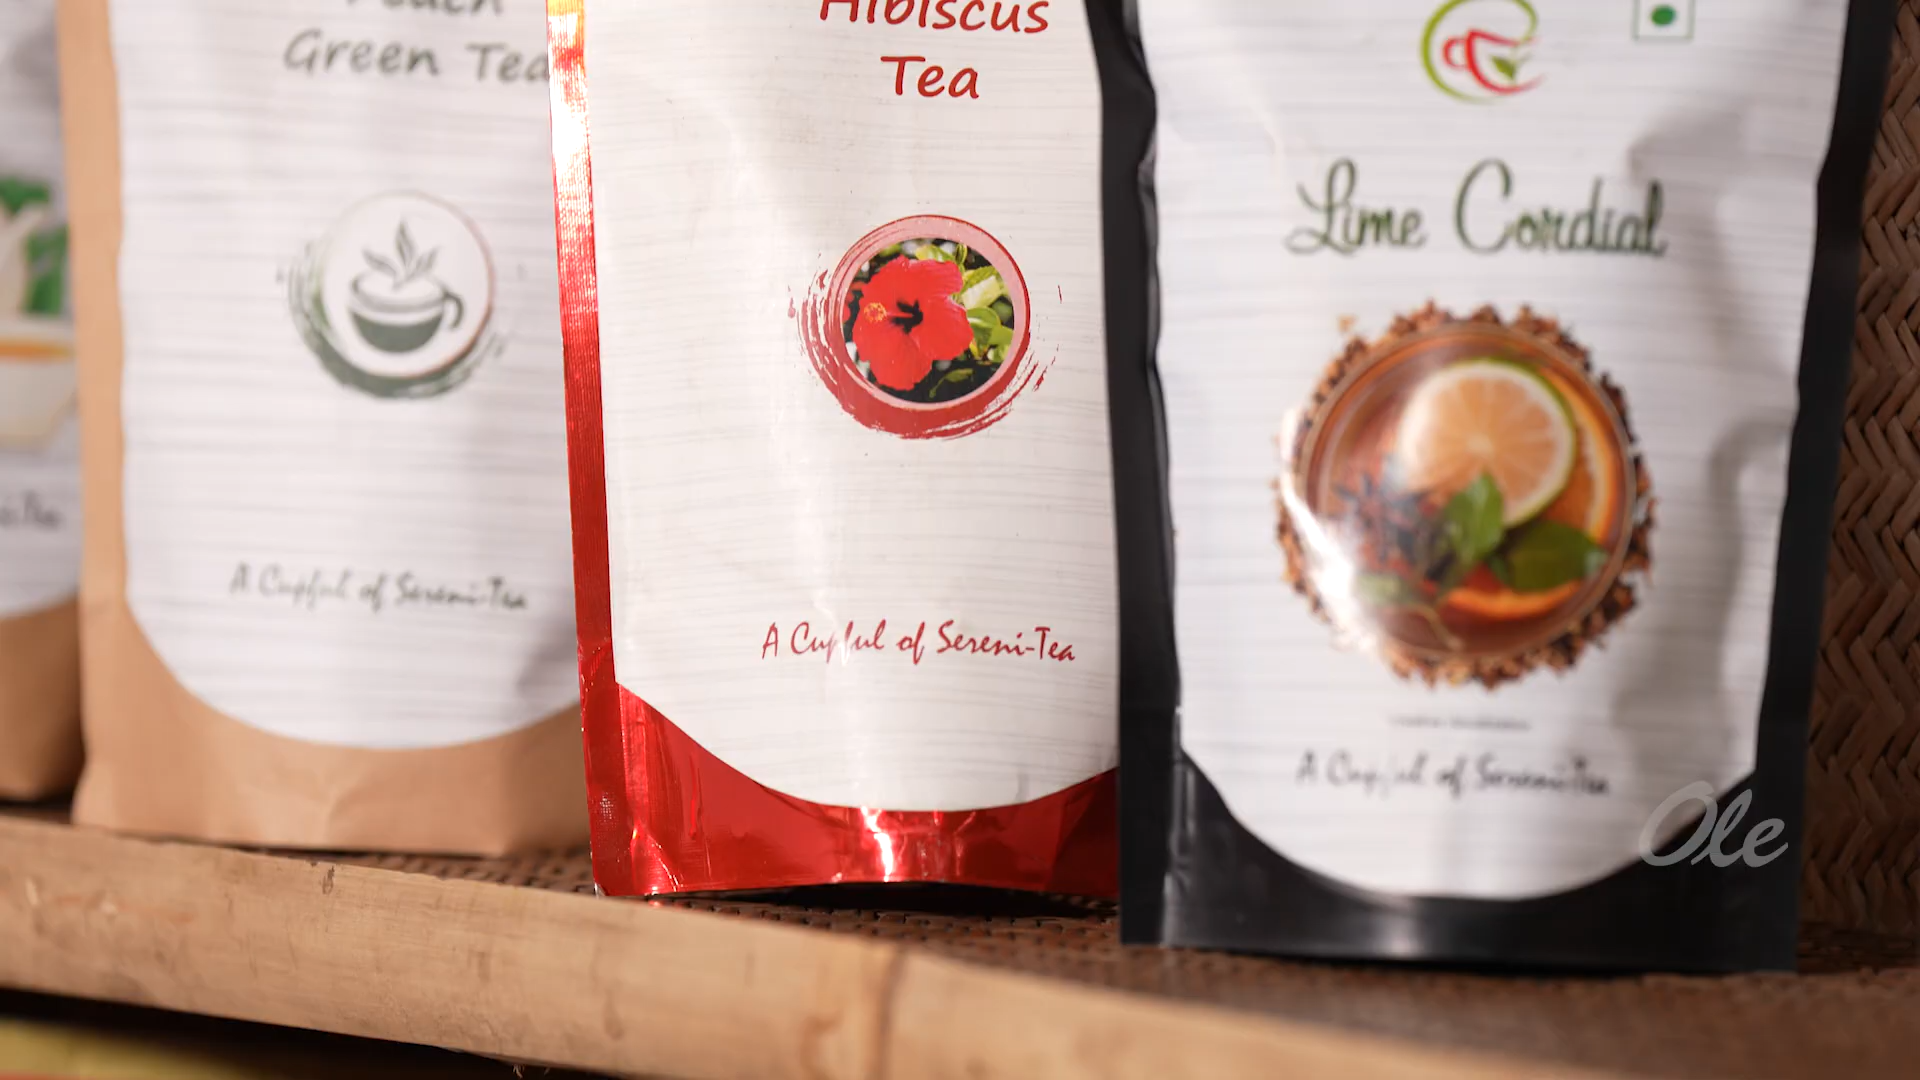 Peach
Green Tea
A Cupful of Sereni-Tea
Hibiscus
Tea
A Cupful of Sereni-Tea
Lime Cordial
A Cupful of Sereni-Tea
Ole